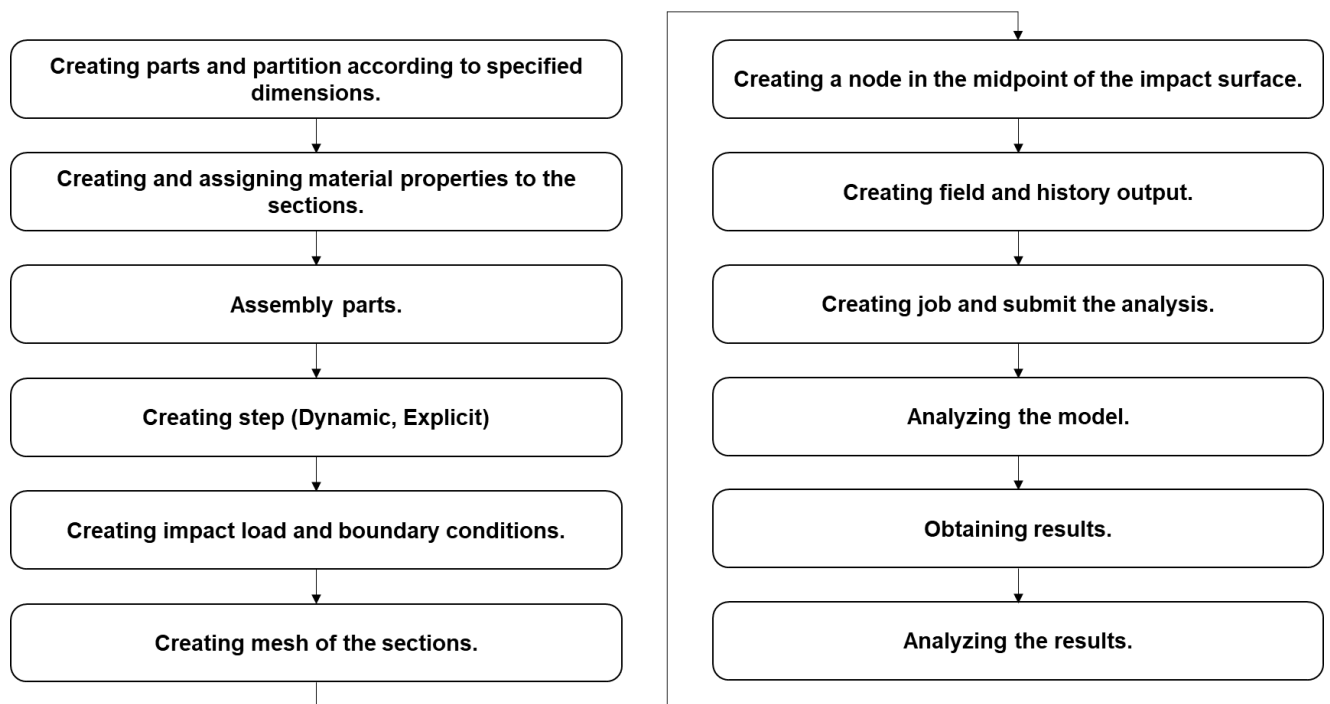 Creating parts and partition according to specified
dimensions.
Creating and assigning material properties to the
sections.
Assembly parts.
Creating step (Dynamic, Explicit)
Creating impact load and boundary conditions.
Creating mesh of the sections.
Creating a node in the midpoint of the impact surface.
Creating field and history output.
Creating job and submit the analysis.
Analyzing the model.
Obtaining results.
Analyzing the results.